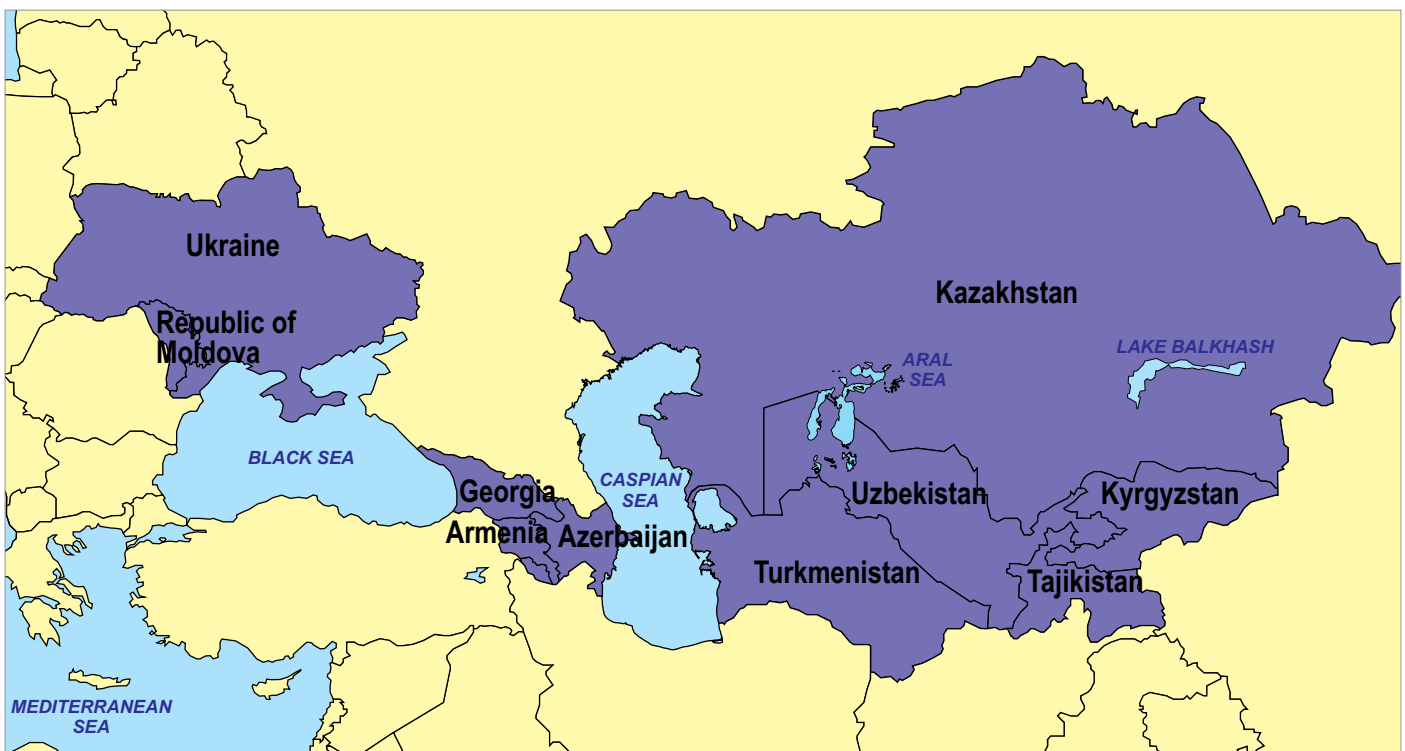 Ukraine
Kazakhstan
Republic of
Moldova
LAKE BALKHASH
ARAL
SEA
BLACK SEA
CASPIAN
SEA
Georgia
Uzbekistan
Kyrgyzstan
Armenia
Azerbaijan
Turkmenistan
Tajikistan
MEDITERRANEAN
SEA